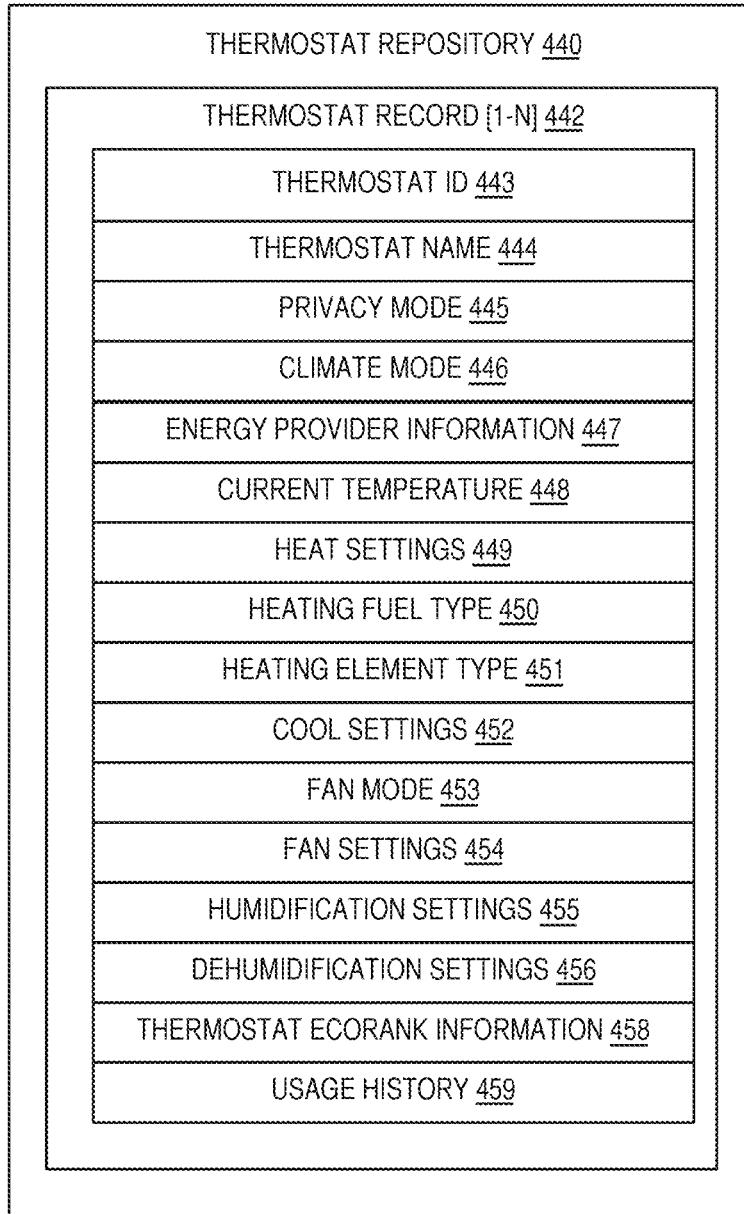 THERMOSTAT REPOSITORY 440
THERMOSTAT RECORD [1-N] 442
THERMOSTAT ID 443
THERMOSTAT NAME 444
PRIVACY MODE 445
CLIMATE MODE 446
ENERGY PROVIDER INFORMATION 447
CURRENT TEMPERATURE 448
HEAT SETTINGS 449
HEATING FUEL TYPE 450
HEATING ELEMENT TYPE 451
COOL SETTINGS 452
FAN MODE 453
FAN SETTINGS 454
HUMIDIFICATION SETTINGS 455
DEHUMIDIFICATION SETTINGS 456
THERMOSTAT ECORANK INFORMATION 458
USAGE HISTORY 459